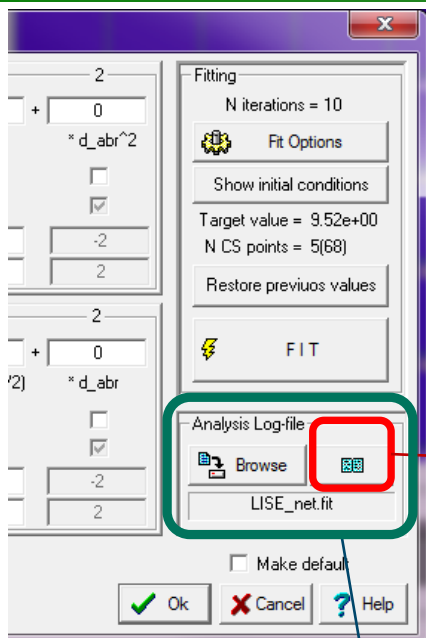 2
+ 0
* d_abr^2
-2
2
2
+ 0
^2) * d_abr
-2
2
Fitting
N iterations = 10
Fit Options
Show initial conditions
Target value = 9.52e+00
N CS points = 5(68)
Restore previuos values
F I T
Analysis Log-file
Browse
LISE_net.fit
Make default
Ok Cancel Help